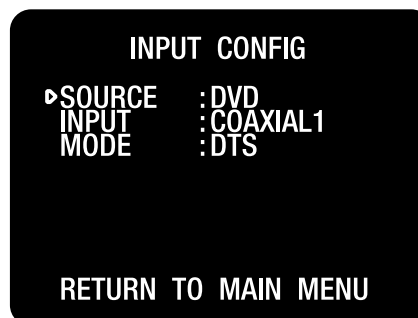 INPUT CONFIG
SOURCE :DVD
INPUT :COAXIAL1
MODE :DTS
RETURN TO MAIN MENU